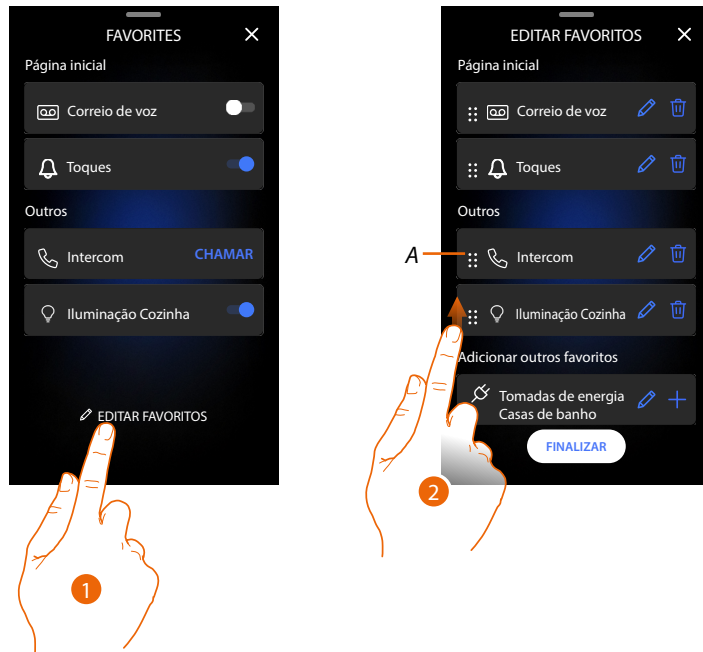 FAVORITES
Página inicial
Correio de voz
Toques
Outros
Intercom
CHAMAR
Iluminação Cozinha
EDITAR FAVORITOS
1
EDITAR FAVORITOS
Página inicial
Correio de voz
Toques
Outros
A
Intercom
Iluminação Cozinha
Adicionar outros favoritos
Tomadas de energia
Casas de banho
FINALIZAR
2